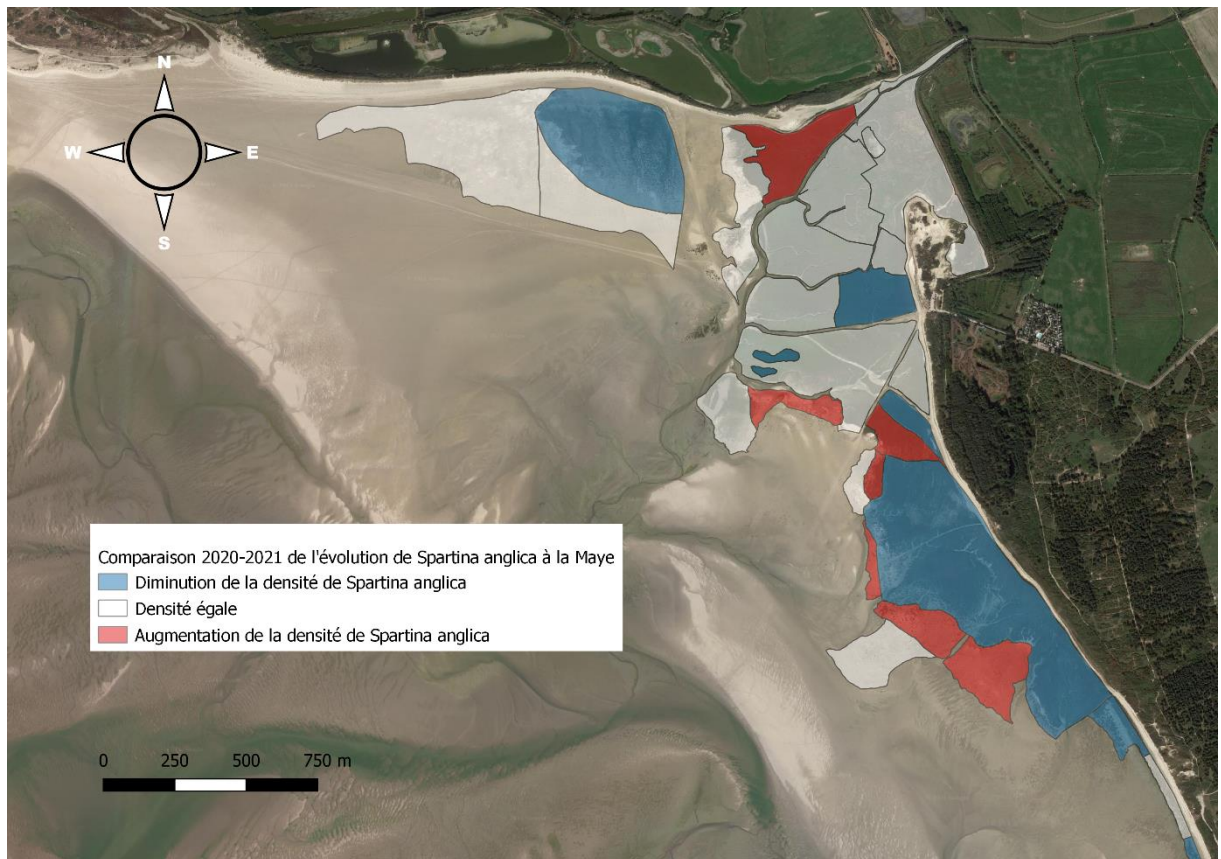 N
W E
S
Comparaison 2020-2021 de l'évolution de Spartina anglica à la Maye
Diminution de la densité de Spartina anglica
Densité égale
Augmentation de la densité de Spartina anglica
0 250 500 750 m